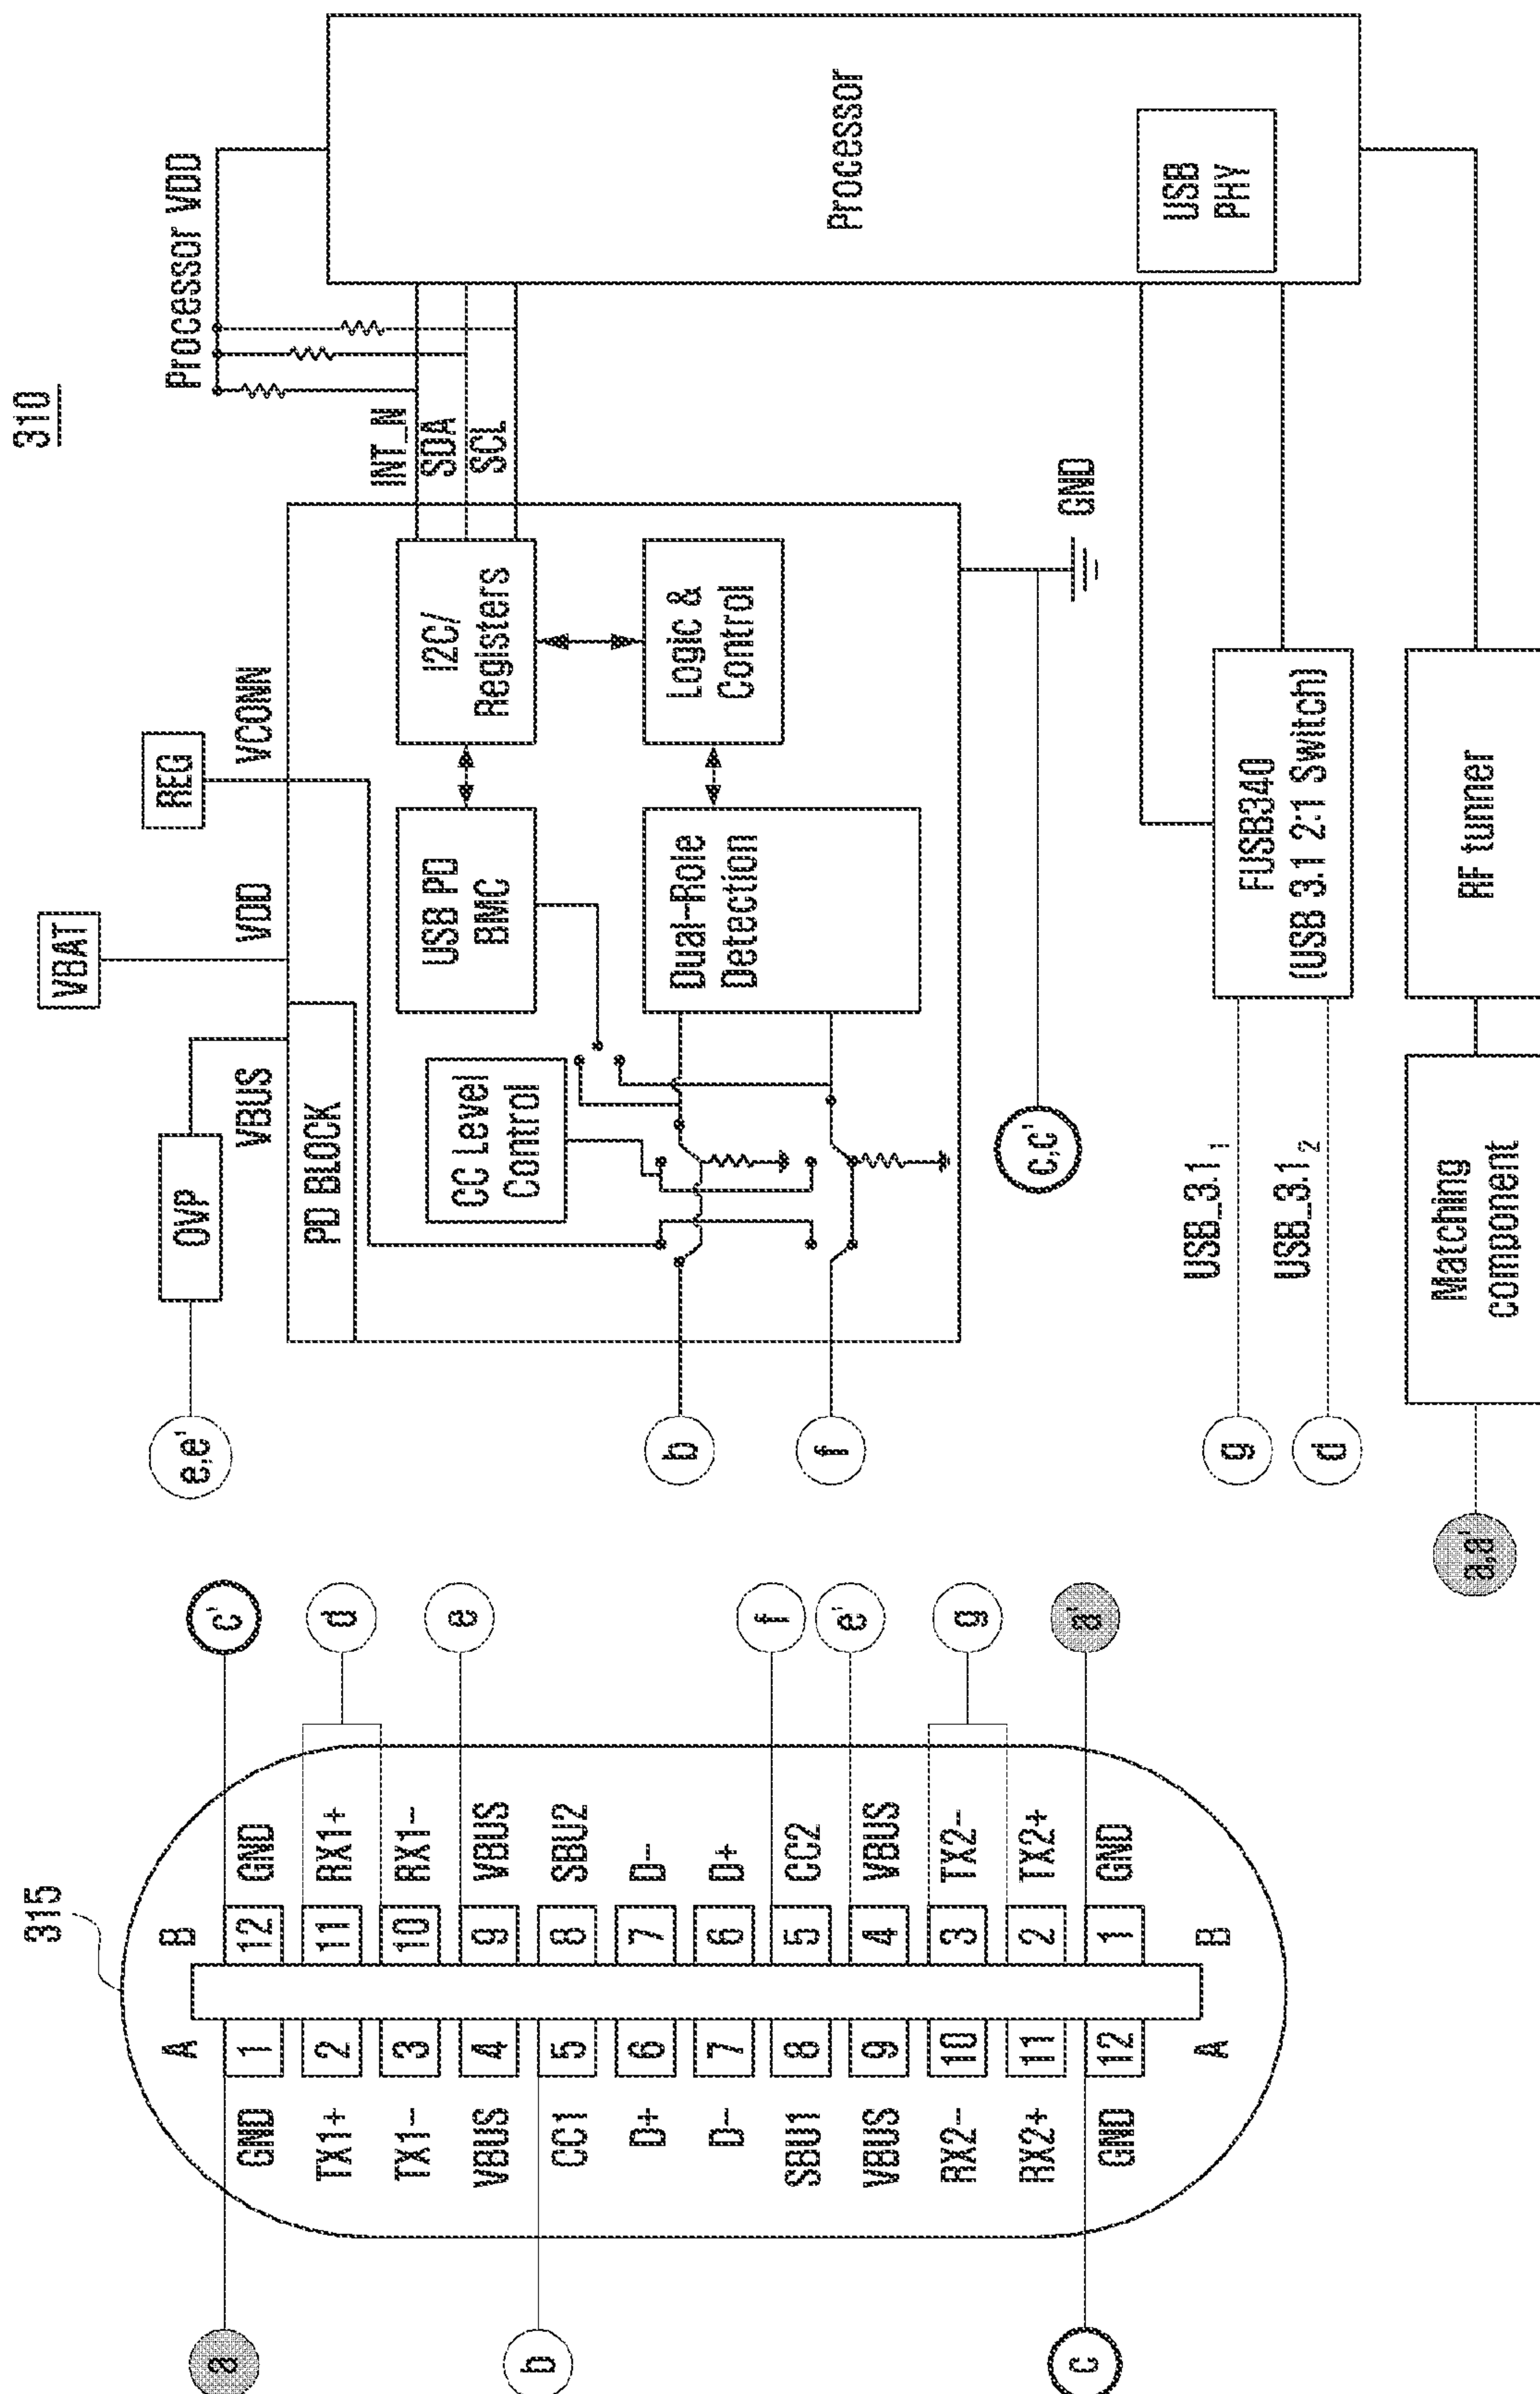 310
315
A
B
GND
1
12
GND
TX1+
2
11
RX1+
TX1-
3
10
RX1-
VBUS
4
9
VBUS
CC1
5
8
SBU2
D+
6
7
D-
D-
7
6
D+
SBU1
8
5
CC2
VBUS
9
4
VBUS
RX2-
10
3
TX2-
RX2+
11
2
TX2+
GND
12
1
GND
A
B
a
b
c
c'
d
e
f
e'
g
a'
e,e'
OVP
VBUS
VBAT
VDD
REG
VCONN
Processor VDD
PD BLOCK
CC Level
Control
USB PD
BMC
I2C/
Registers
INT_N
SDA
SCL
Dual-Role
Detection
Logic &
Control
b
f
c,c'
GND
Processor
USB
PHY
g
USB_3.1 1
d
USB_3.1 2
FUSB340
(USB 3.1 2:1 Switch)
a,a'
Matching
component
RF tunner